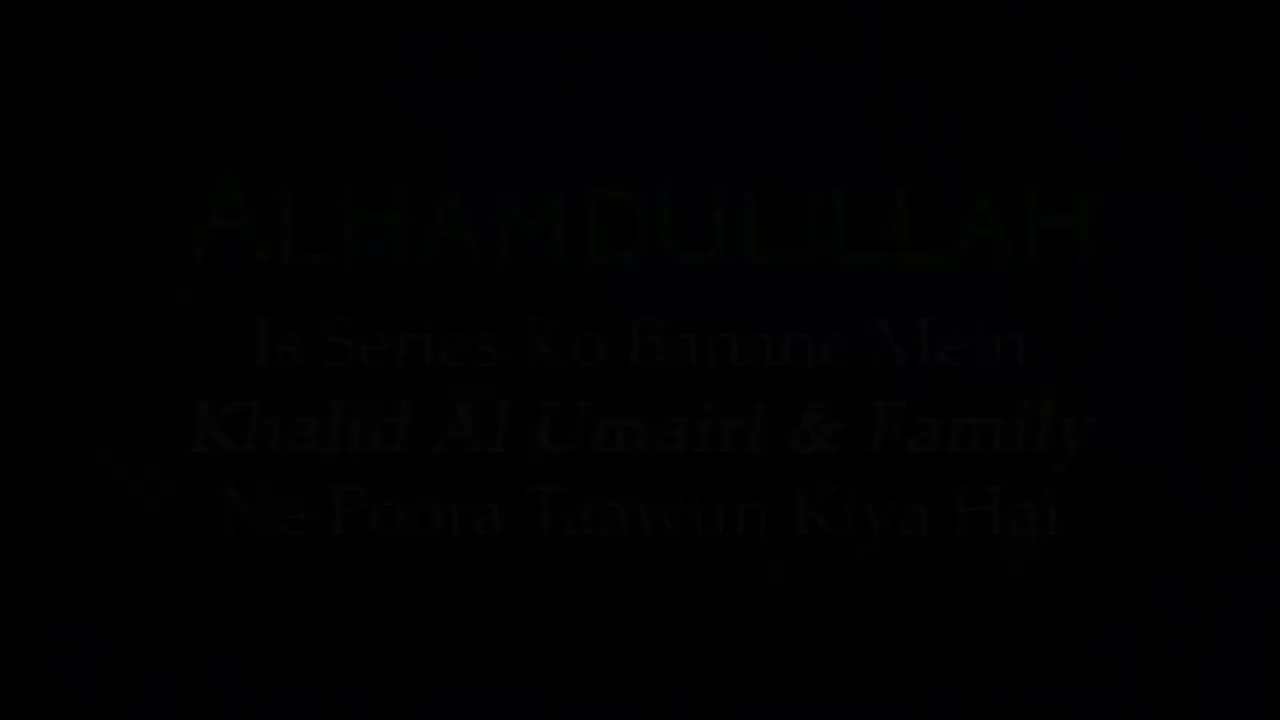 ALHAMDULILLAH
Is Series Ko Banane Mein
Khalid Al Umairi & Family
Ne Poora Taawun Kiya Hai